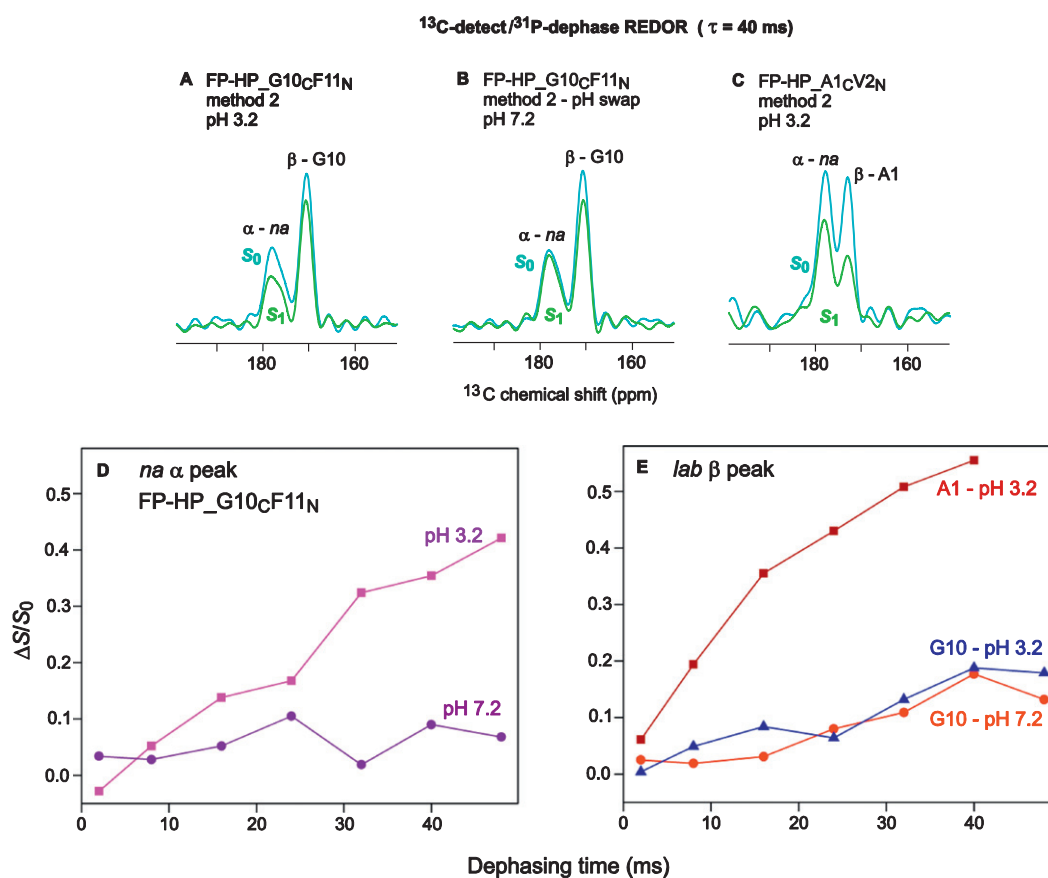 13C-detect/31P-dephase REDOR ( τ = 40 ms)
A FP-HP_G10CF11N
method 2
pH 3.2
β - G10
α - na
S0
S1
180 160
B FP-HP_G10CF11N
method 2 - pH swap
pH 7.2
β - G10
α - na
S0
S1
180 160
C FP-HP_A1CV2N
method 2
pH 3.2
α - na
β - A1
S0
S1
180 160
13C chemical shift (ppm)
D na α peak
FP-HP_G10CF11N
pH 3.2
pH 7.2
ΔS/S0
0.5
0.4
0.3
0.2
0.1
0.0
0 10 20 30 40
E lab β peak
A1 - pH 3.2
G10 - pH 3.2
G10 - pH 7.2
0.5
0.4
0.3
0.2
0.1
0.0
0 10 20 30 40
Dephasing time (ms)